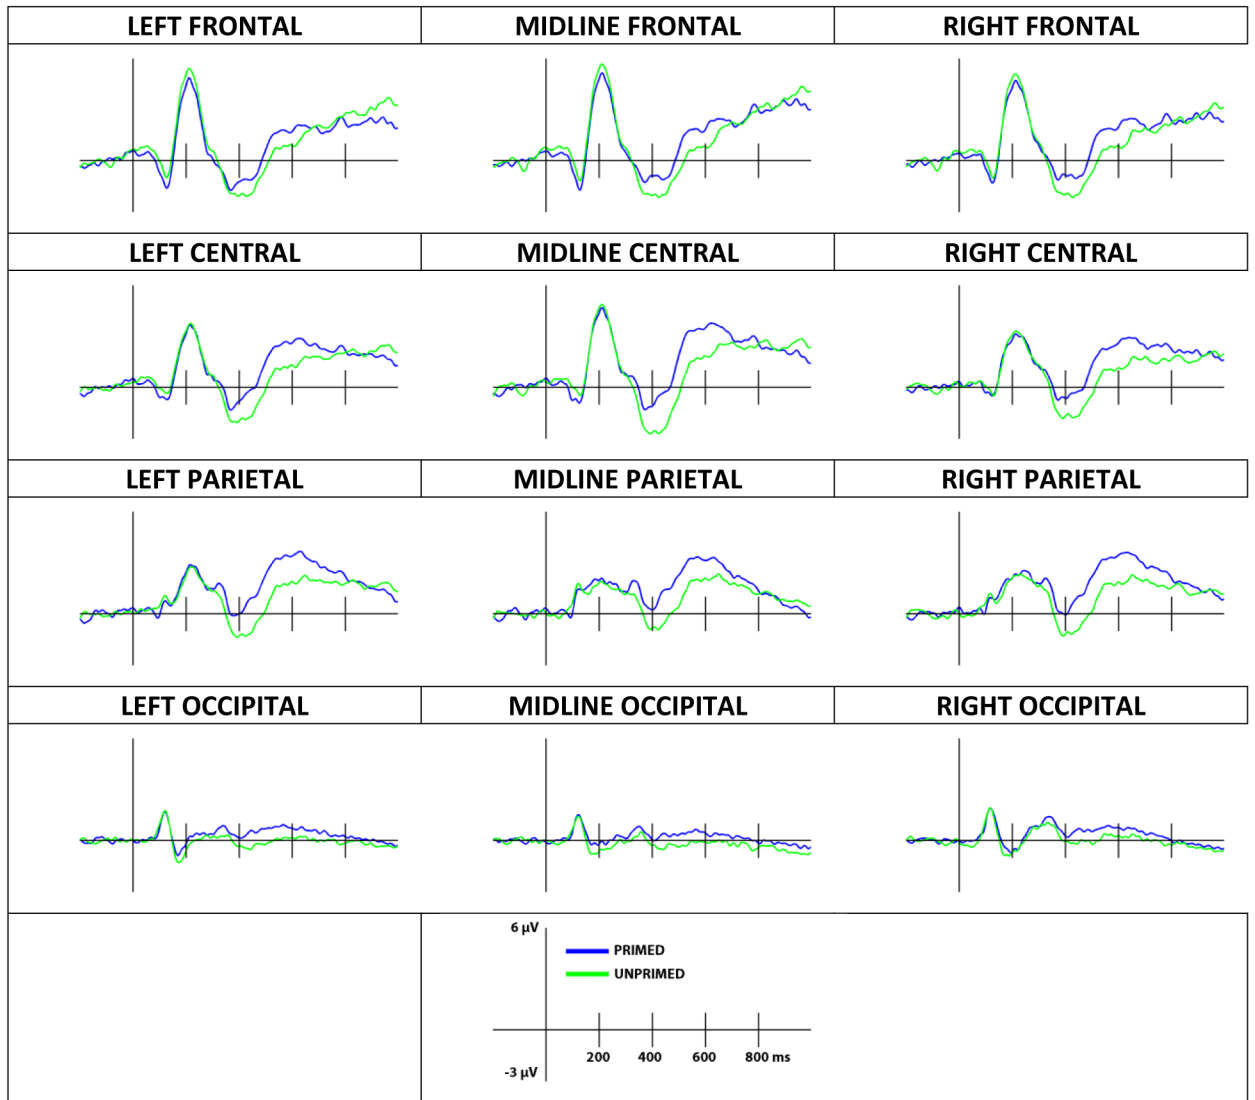 LEFT FRONTAL
MIDLINE FRONTAL
RIGHT FRONTAL
LEFT CENTRAL
MIDLINE CENTRAL
RIGHT CENTRAL
LEFT PARIETAL
MIDLINE PARIETAL
RIGHT PARIETAL
LEFT OCCIPITAL
MIDLINE OCCIPITAL
RIGHT OCCIPITAL
6 µV
PRIMED
UNPRIMED
200 400 600 800 ms
-3 µV